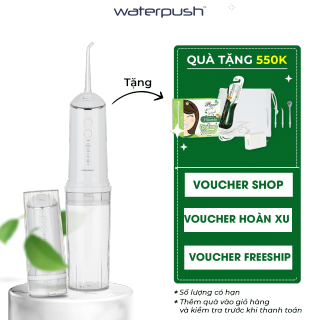 waterpush™
QUÀ TẶNG 550K
Tặng
VOUCHER SHOP
VOUCHER HOÀN XU
VOUCHER FREESHIP
* Số lượng có hạn
* Thêm quà vào giỏ hàng
và kiểm tra trước khi thanh toán